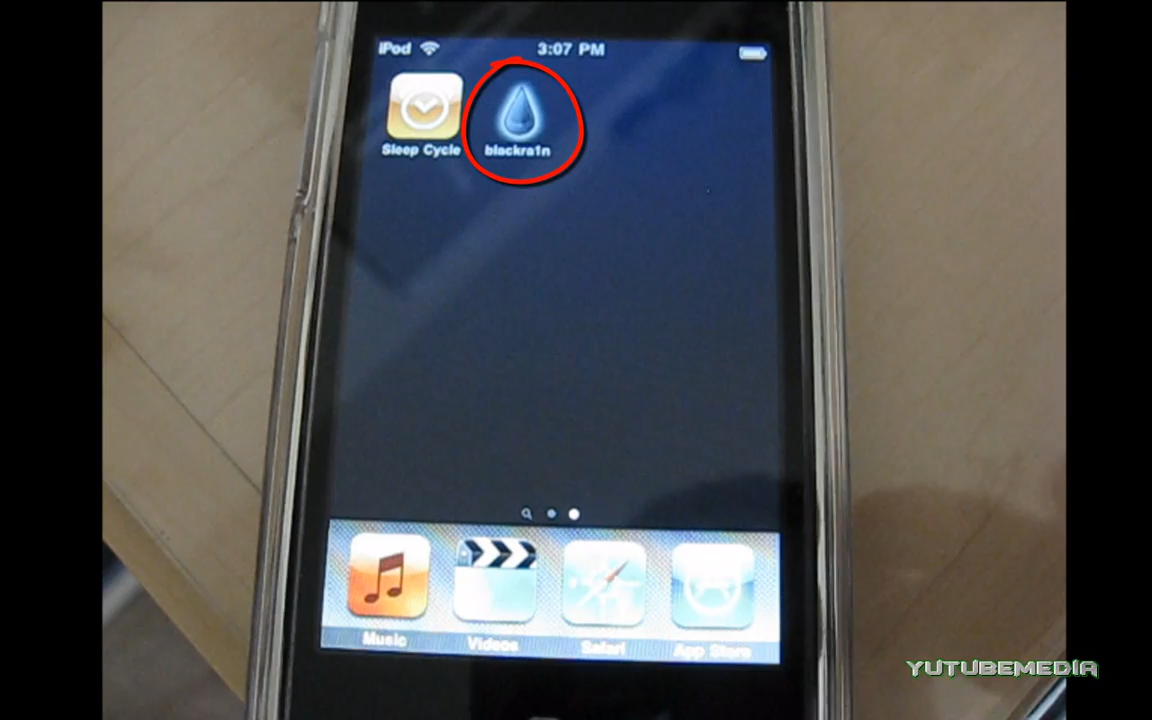 iPod 3:07 PM
Sleep Cycle blackra1n
Music Videos Safari App Store
YUTUBEMEDIA